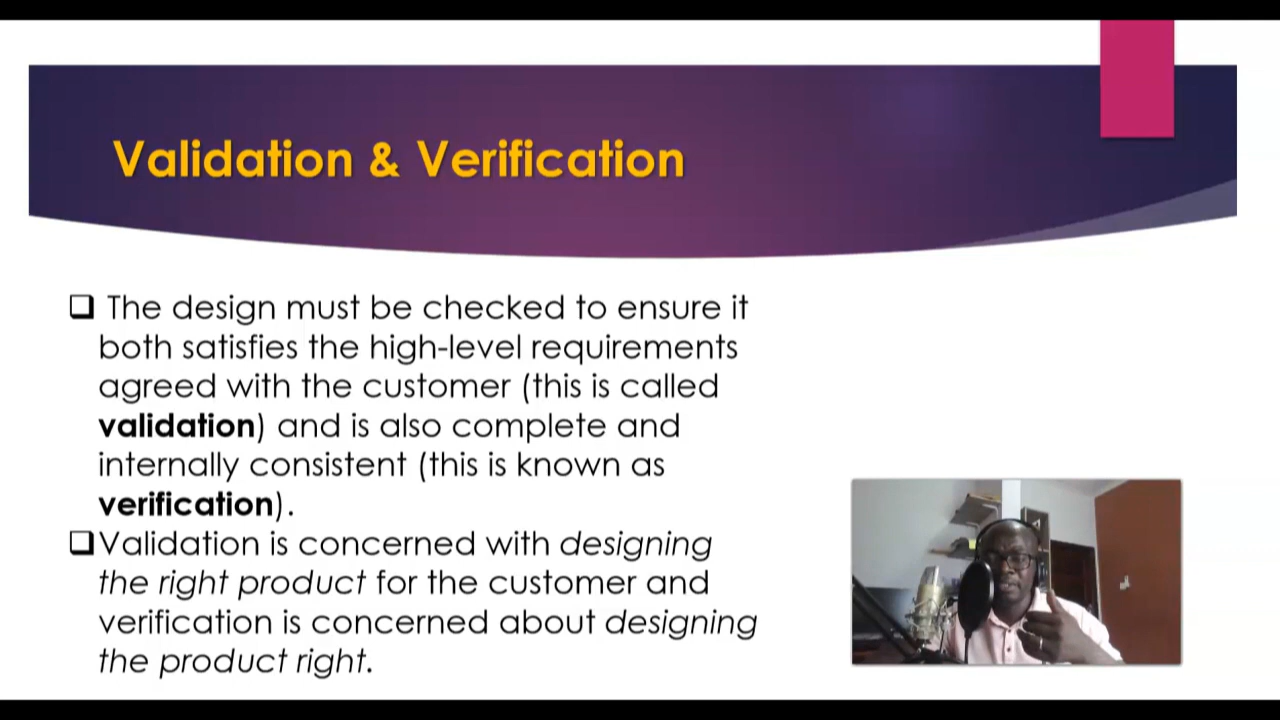 Validation & Verification
❑ The design must be checked to ensure it
both satisfies the high-level requirements
agreed with the customer (this is called
validation) and is also complete and
internally consistent (this is known as
verification).
❑Validation is concerned with designing
the right product for the customer and
verification is concerned about designing
the product right.